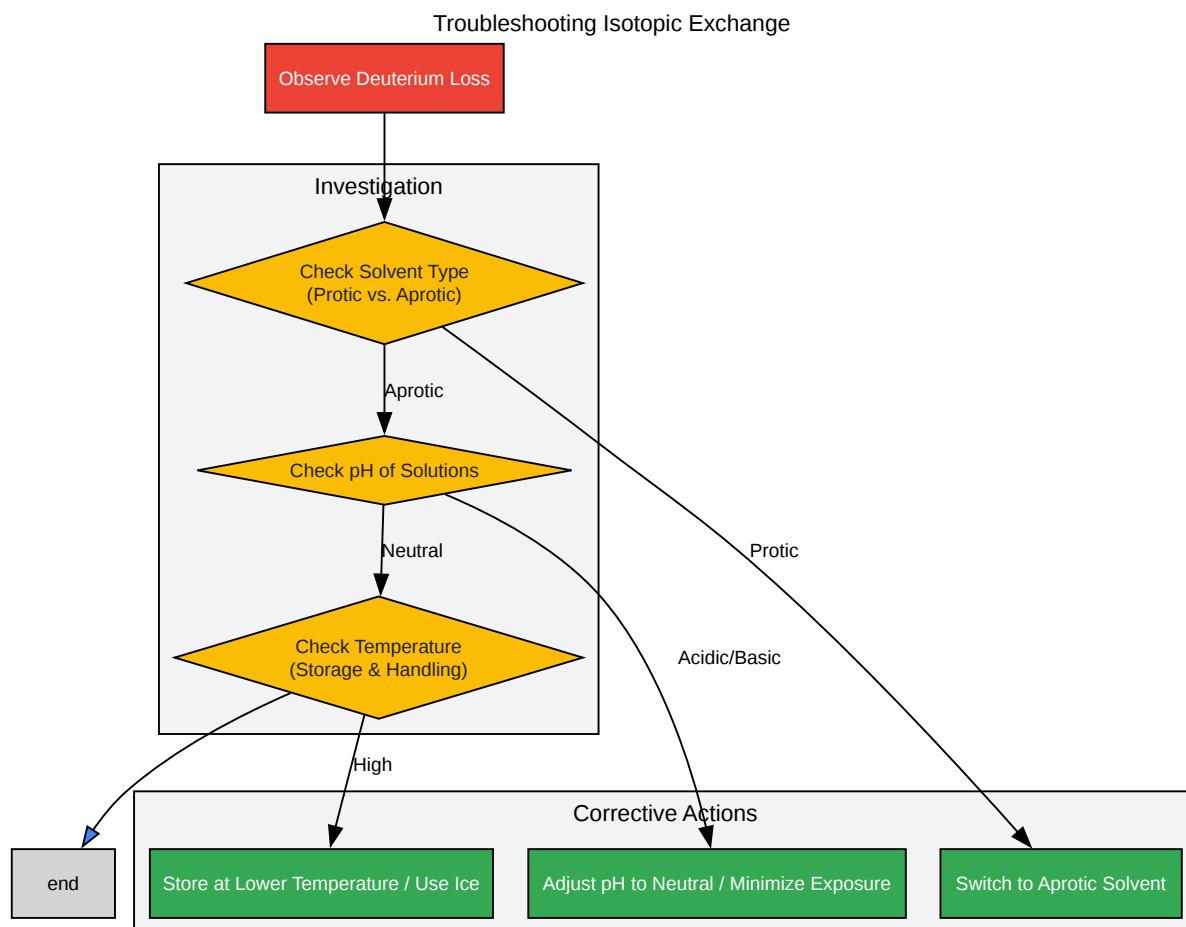 Troubleshooting Isotopic Exchange
Observe Deuterium Loss
Investigation
Check Solvent Type
(Protic vs. Aprotic)
Aprotic
Check pH of Solutions
Neutral
Protic
Check Temperature
(Storage & Handling)
Acidic/Basic
High
Corrective Actions
end
Store at Lower Temperature / Use Ice
Adjust pH to Neutral / Minimize Exposure
Switch to Aprotic Solvent